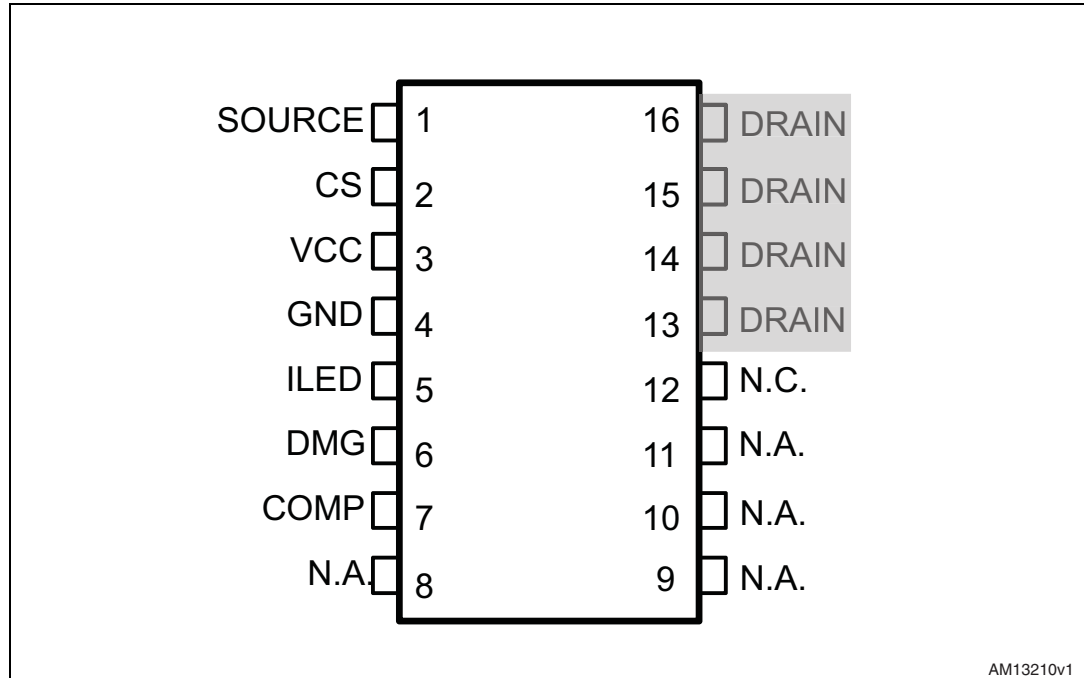 SOURCE 1 16 DRAIN
CS 2 15 DRAIN
VCC 3 14 DRAIN
GND 4 13 DRAIN
ILED 5 12 N.C.
DMG 6 11 N.A.
COMP 7 10 N.A.
N.A. 8 9 N.A.
AM13210v1